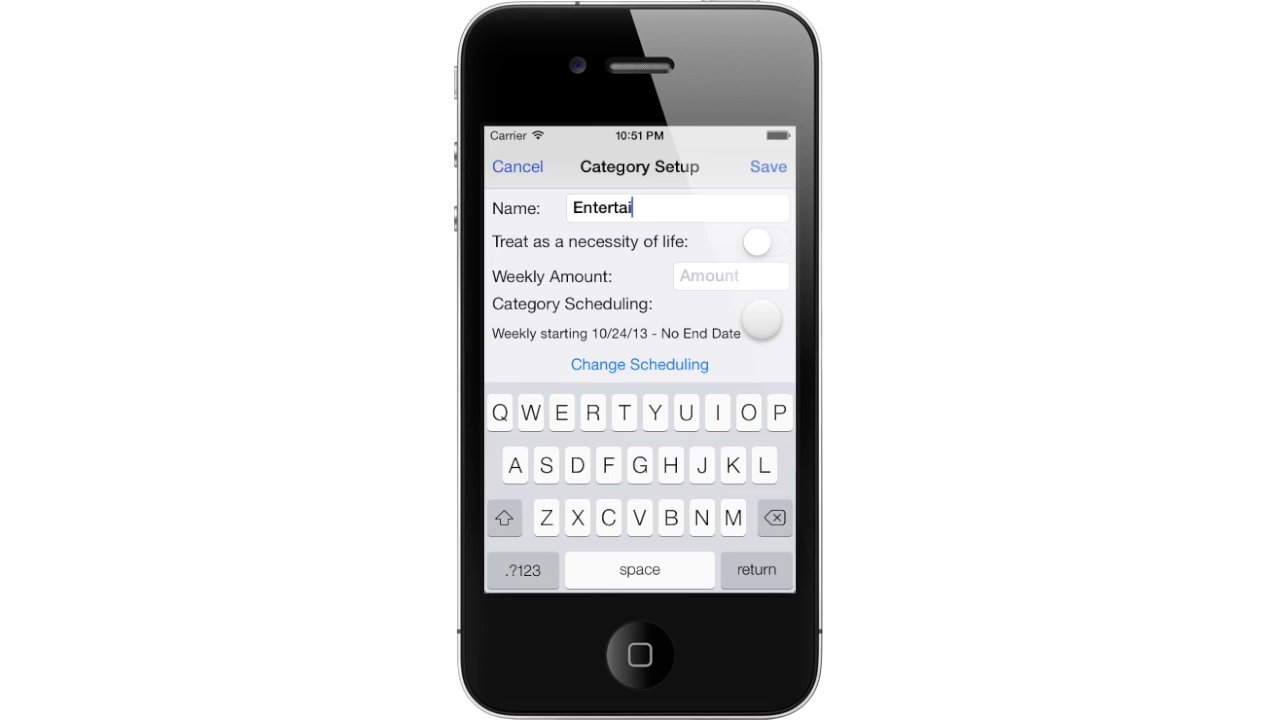 Carrier 10:51 PM
Cancel Category Setup Save
Name: Entertai
Treat as a necessity of life:
Weekly Amount: Amount
Category Scheduling:
Weekly starting 10/24/13 - No End Date
Change Scheduling
Q W E R T Y U I O P
A S D F G H J K L
Z X C V B N M
.?123 space return